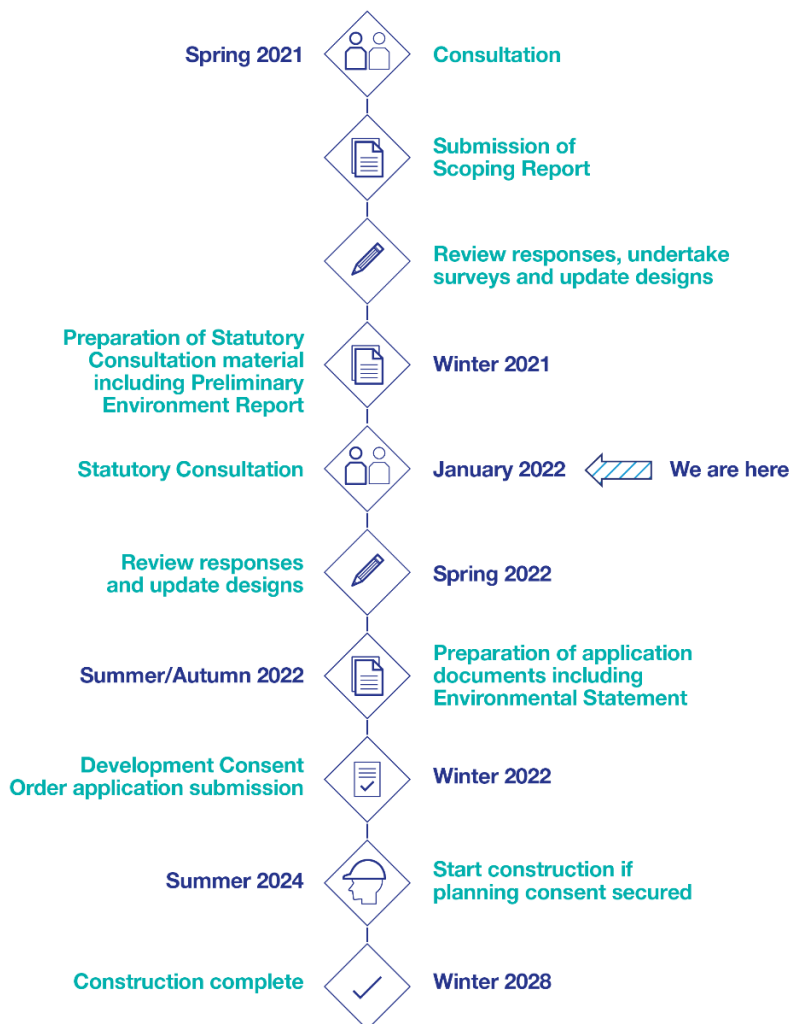 Spring 2021
Consultation
Submission of
Scoping Report
Review responses, undertake
surveys and update designs
Preparation of Statutory
Consultation material
including Preliminary
Environment Report
Winter 2021
Statutory Consultation
January 2022
We are here
Review responses
and update designs
Spring 2022
Summer/Autumn 2022
Preparation of application
documents including
Environmental Statement
Development Consent
Order application submission
Winter 2022
Summer 2024
Start construction if
planning consent secured
Construction complete
Winter 2028